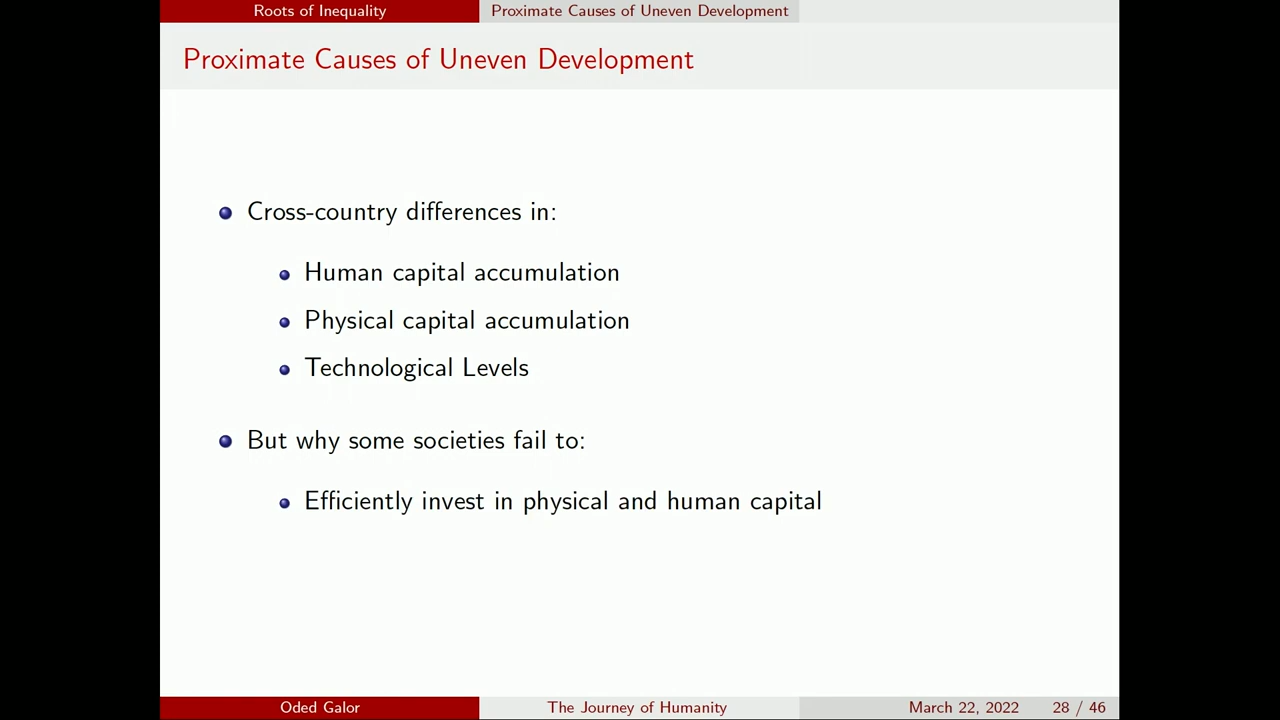 Roots of Inequality
Proximate Causes of Uneven Development
Proximate Causes of Uneven Development
Cross-country differences in:
Human capital accumulation
Physical capital accumulation
Technological Levels
But why some societies fail to:
Efficiently invest in physical and human capital
Oded Galor
The Journey of Humanity
March 22, 2022
28 / 46